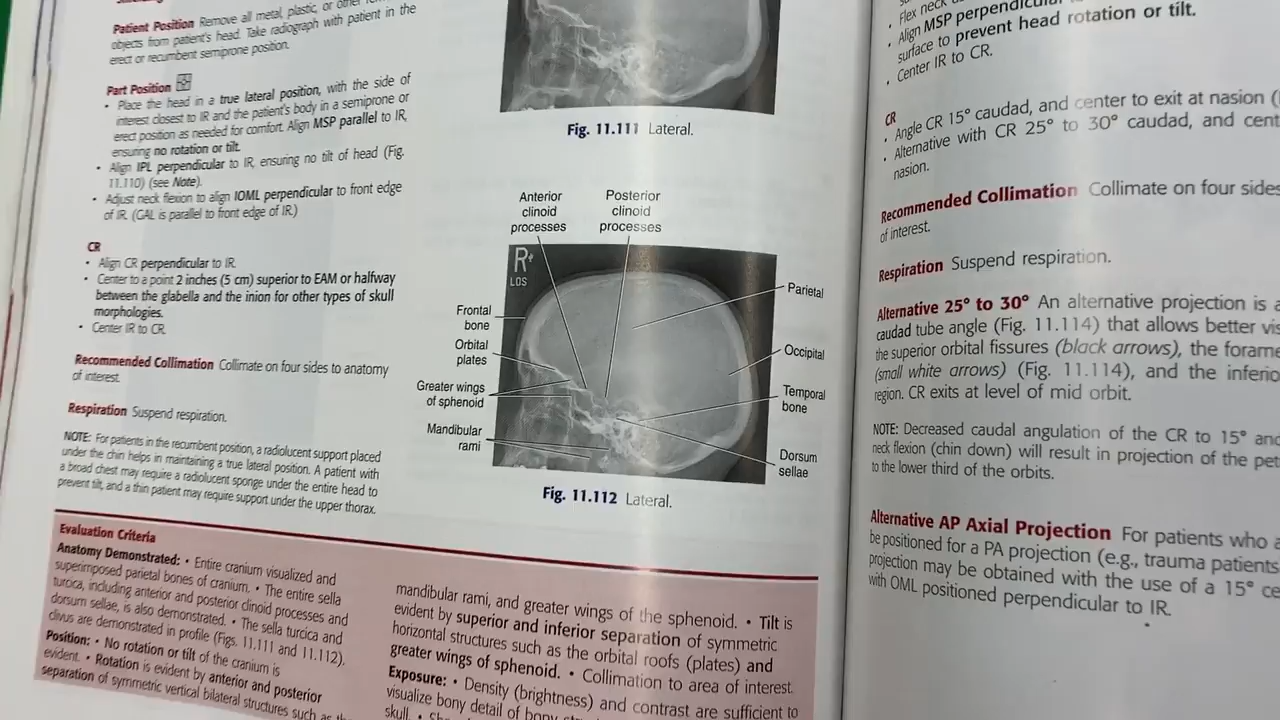 Patient Position Remove all metal, plastic, or other
objects from patient's head. Take radiograph with patient in the
erect or recumbent semiprone position.
Part Position
• Place the head in a true lateral position, with the side of
interest closest to IR and the patient's body in a semiprone or
erect position as needed for comfort. Align MSP parallel to IR,
ensuring no rotation or tilt.
• Align IPL perpendicular to IR, ensuring no tilt of head (Fig.
11.110) (see Note).
• Adjust neck flexion to align IOML perpendicular to front edge
of IR. (GAL is parallel to front edge of IR.)
CR
• Align CR perpendicular to IR.
• Center to a point 2 inches (5 cm) superior to EAM or halfway
between the glabella and the inion for other types of skull
morphologies.
• Center IR to CR.
Recommended Collimation Collimate on four sides to anatomy
of interest.
Respiration Suspend respiration.
NOTE: For patients in the recumbent position, a radiolucent support placed
under the chin helps in maintaining a true lateral position. A patient with
a broad chest may require a radiolucent sponge under the entire head to
prevent tilt, and a thin patient may require support under the upper thorax.
Fig. 11.111 Lateral.
Anterior
clinoid
processes
Posterior
clinoid
processes
R
LOS
Frontal
bone
Orbital
plates
Greater wings
of sphenoid
Mandibular
rami
Parietal
Occipital
Temporal
bone
Dorsum
sellae
Fig. 11.112 Lateral.
Evaluation Criteria
Anatomy Demonstrated: • Entire cranium visualized and
superimposed parietal bones of cranium. • The entire sella
turcica, including anterior and posterior clinoid processes and
dorsum sellae, is also demonstrated. • The sella turcica and
clivus are demonstrated in profile (Figs. 11.111 and 11.112).
Position: • No rotation or tilt of the cranium is
evident. • Rotation is evident by anterior and posterior
separation of symmetric vertical bilateral structures such as
mandibular rami, and greater wings of the sphenoid. • Tilt is
evident by superior and inferior separation of symmetric
horizontal structures such as the orbital roofs (plates) and
greater wings of sphenoid. • Collimation to area of interest.
Exposure: • Density (brightness) and contrast are sufficient to
visualize bony detail of bony
skull. •
• Flex neck
• Align MSP perpendicular
surface to prevent head rotation or tilt.
• Center IR to CR.
CR
• Angle CR 15° caudad, and center to exit at nasion
• Alternative with CR 25° to 30° caudad, and
nasion.
Recommended Collimation Collimate on four sides
of interest.
Respiration Suspend respiration.
Alternative 25° to 30° An alternative projection is
caudad tube angle (Fig. 11.114) that allows better
the superior orbital fissures (black arrows), the
(small white arrows) (Fig. 11.114), and the
region. CR exits at level of mid orbit.
NOTE: Decreased caudal angulation of the CR to 15° and
neck flexion (chin down) will result in projection of the
to the lower third of the orbits.
Alternative AP Axial Projection For patients who
be positioned for a PA projection (e.g., trauma patients
projection may be obtained with the use of a 15°
with OML positioned perpendicular to IR.